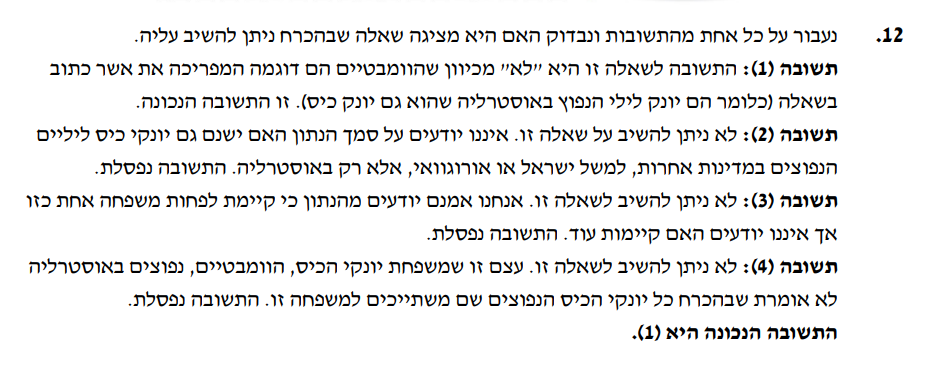 12. נעבור על כל אחת מהתשובות ונבדוק האם היא מציגה שאלה שבהכרח ניתן להשיב עליה.
תשובה (1): התשובה לשאלה זו היא "לא" מכיוון שהוומבטיים הם דוגמה המפריכה את אשר כתוב
בשאלה (כלומר הם יונק לילי הנפוץ באוסטרליה שהוא גם יונק כיס). זו התשובה הנכונה.
תשובה (2): לא ניתן להשיב על שאלה זו. איננו יודעים על סמך הנתון האם ישנם גם יונקי כיס ליליים
הנפוצים במדינות אחרות, למשל ישראל או אורוגוואי, אלא רק באוסטרליה. התשובה נפסלת.
תשובה (3): לא ניתן להשיב לשאלה זו. אנחנו אמנם יודעים מהנתון כי קיימת לפחות משפחה אחת כזו
אך איננו יודעים האם קיימות עוד. התשובה נפסלת.
תשובה (4): לא ניתן להשיב לשאלה זו. עצם זו שמשפחת יונקי הכיס, הוומבטיים, נפוצים באוסטרליה
לא אומרת שבהכרח כל יונקי הכיס הנפוצים שם משתייכים למשפחה זו. התשובה נפסלת.
התשובה הנכונה היא (1).